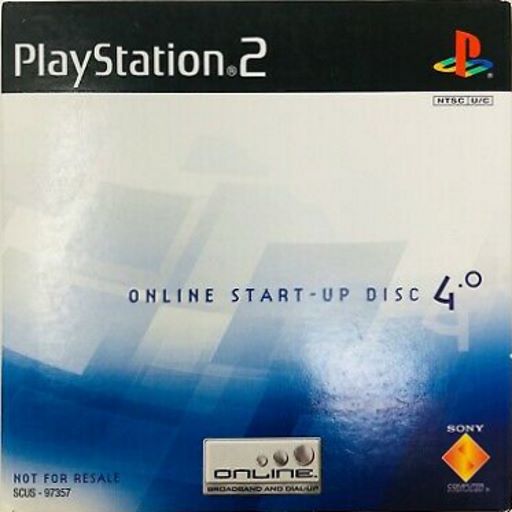 PlayStation®2
NTSC U/C
ONLINE START-UP DISC 4.0
SONY
COMPUTER
ONLINE.
BROADBAND AND DIAL-UP
NOT FOR RESALE
SCUS - 97357